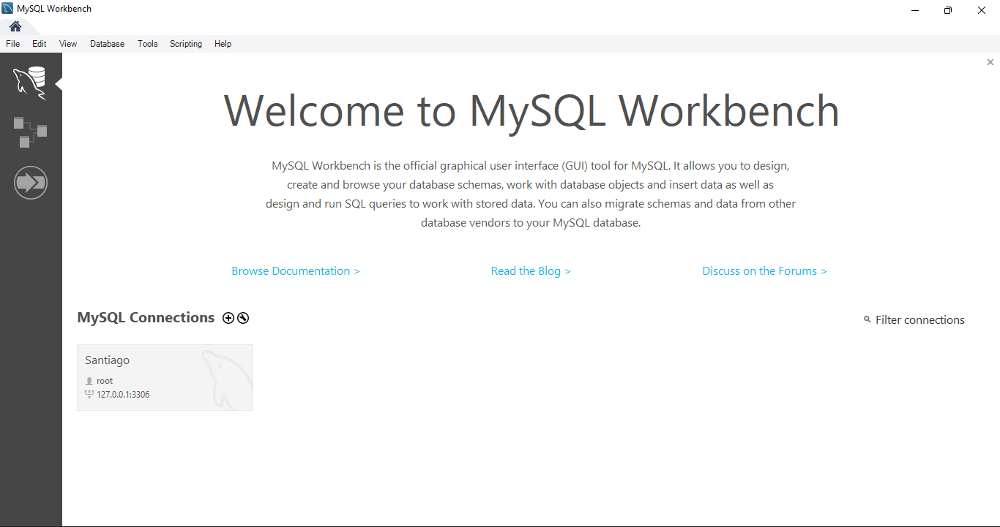 MySQL Workbench
File Edit View Database Tools Scripting Help
Welcome to MySQL Workbench
MySQL Workbench is the official graphical user interface (GUI) tool for MySQL. It allows you to design,
create and browse your database schemas, work with database objects and insert data as well as
design and run SQL queries to work with stored data. You can also migrate schemas and data from other
database vendors to your MySQL database.
Browse Documentation > Read the Blog > Discuss on the Forums >
MySQL Connections Filter connections
Santiago
root
127.0.0.1:3306